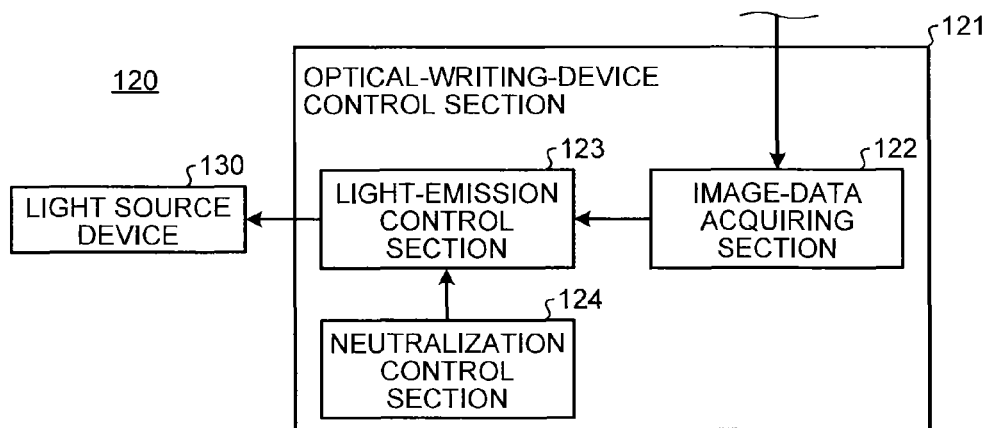 121
120
OPTICAL-WRITING-DEVICE
CONTROL SECTION
130
LIGHT SOURCE
DEVICE
123
LIGHT-EMISSION
CONTROL
SECTION
122
IMAGE-DATA
ACQUIRING
SECTION
124
NEUTRALIZATION
CONTROL
SECTION